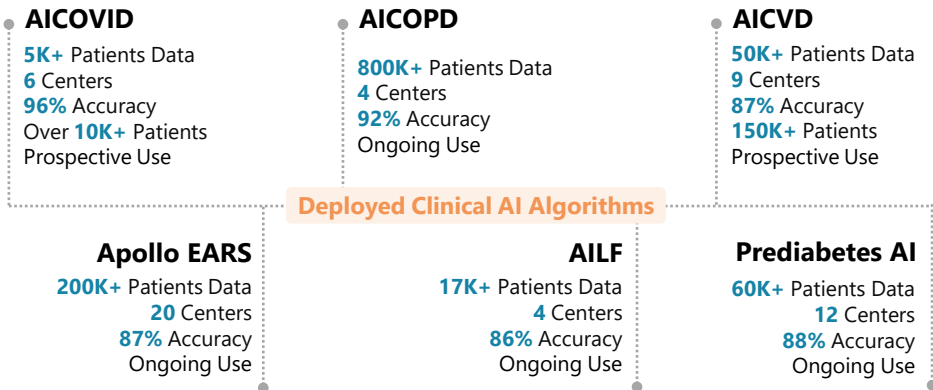 AICOVID
5K+ Patients Data
6 Centers
96% Accuracy
Over 10K+ Patients
Prospective Use
AICOPD
800K+ Patients Data
4 Centers
92% Accuracy
Ongoing Use
AICVD
50K+ Patients Data
9 Centers
87% Accuracy
150K+ Patients
Prospective Use
Deployed Clinical AI Algorithms
Apollo EARS
200K+ Patients Data
20 Centers
87% Accuracy
Ongoing Use
AILF
17K+ Patients Data
4 Centers
86% Accuracy
Ongoing Use
Prediabetes AI
60K+ Patients Data
12 Centers
88% Accuracy
Ongoing Use